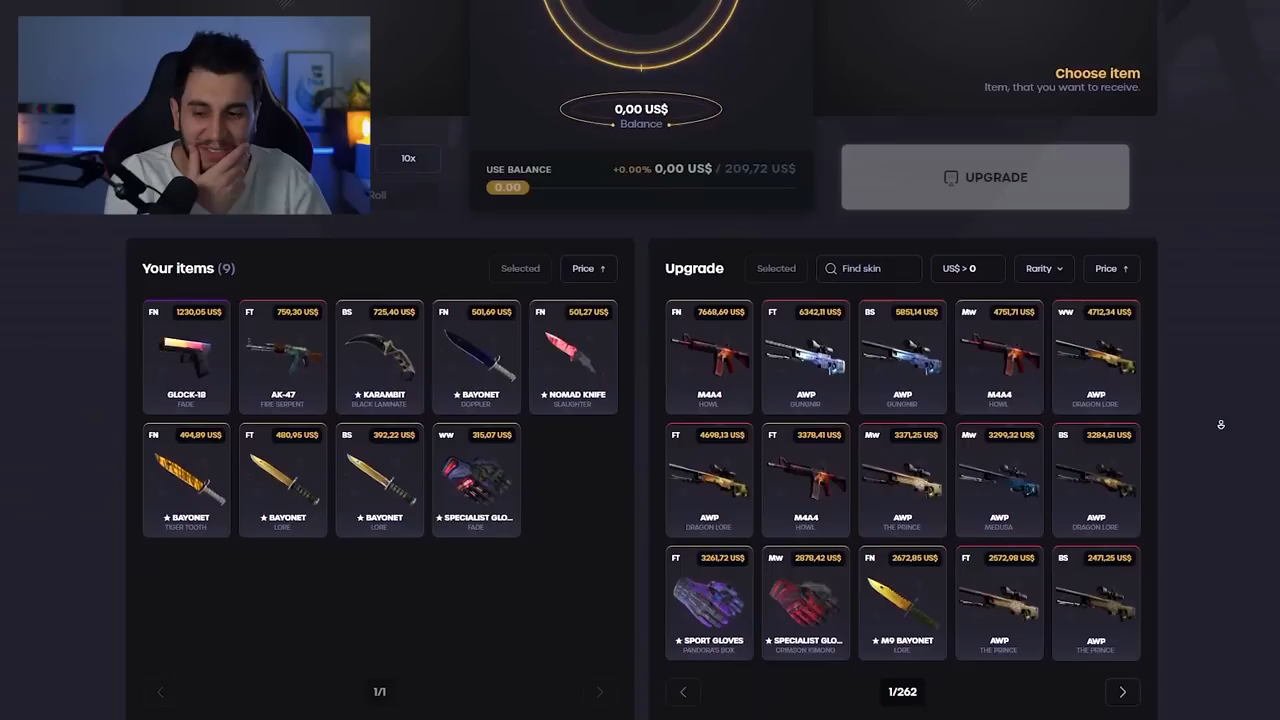 Choose item
Item, that you want to receive.
0,00 US$
Balance
10x
Roll
USE BALANCE +0.00% 0,00 US$ / 209,72 US$
0.00
UPGRADE
Your items (9) Selected Price ↑
FN 1230,05 US$ FT 759,30 US$ BS 725,40 US$ FN 501,69 US$ FN 501,27 US$
GLOCK-18 AK-47 ★ KARAMBIT ★ BAYONET ★ NOMAD KNIFE
FADE FIRE SERPENT BLACK LAMINATE DOPPLER SLAUGHTER
FN 494,89 US$ FT 480,95 US$ BS 392,22 US$ WW 315,07 US$
★ BAYONET ★ BAYONET ★ BAYONET ★ SPECIALIST GLO...
TIGER TOOTH LORE LORE FADE
1/1
Upgrade Selected Find skin US$ > 0 Rarity Price ↑
FN 7668,69 US$ FT 6342,11 US$ BS 5851,14 US$ MW 4751,71 US$ WW 4712,34 US$
M4A4 AWP AWP M4A4 AWP
HOWL GUNGNIR GUNGNIR HOWL DRAGON LORE
FT 4698,13 US$ FT 3378,41 US$ MW 3371,25 US$ MW 3299,32 US$ BS 3284,51 US$
AWP M4A4 AWP AWP AWP
DRAGON LORE HOWL THE PRINCE MEDUSA DRAGON LORE
FT 3261,72 US$ MW 2878,42 US$ FN 2672,85 US$ FT 2572,98 US$ BS 2471,25 US$
★ SPORT GLOVES ★ SPECIALIST GLO... ★ M9 BAYONET AWP AWP
PANDORA'S BOX CRIMSON KIMONO LORE THE PRINCE THE PRINCE
1/262